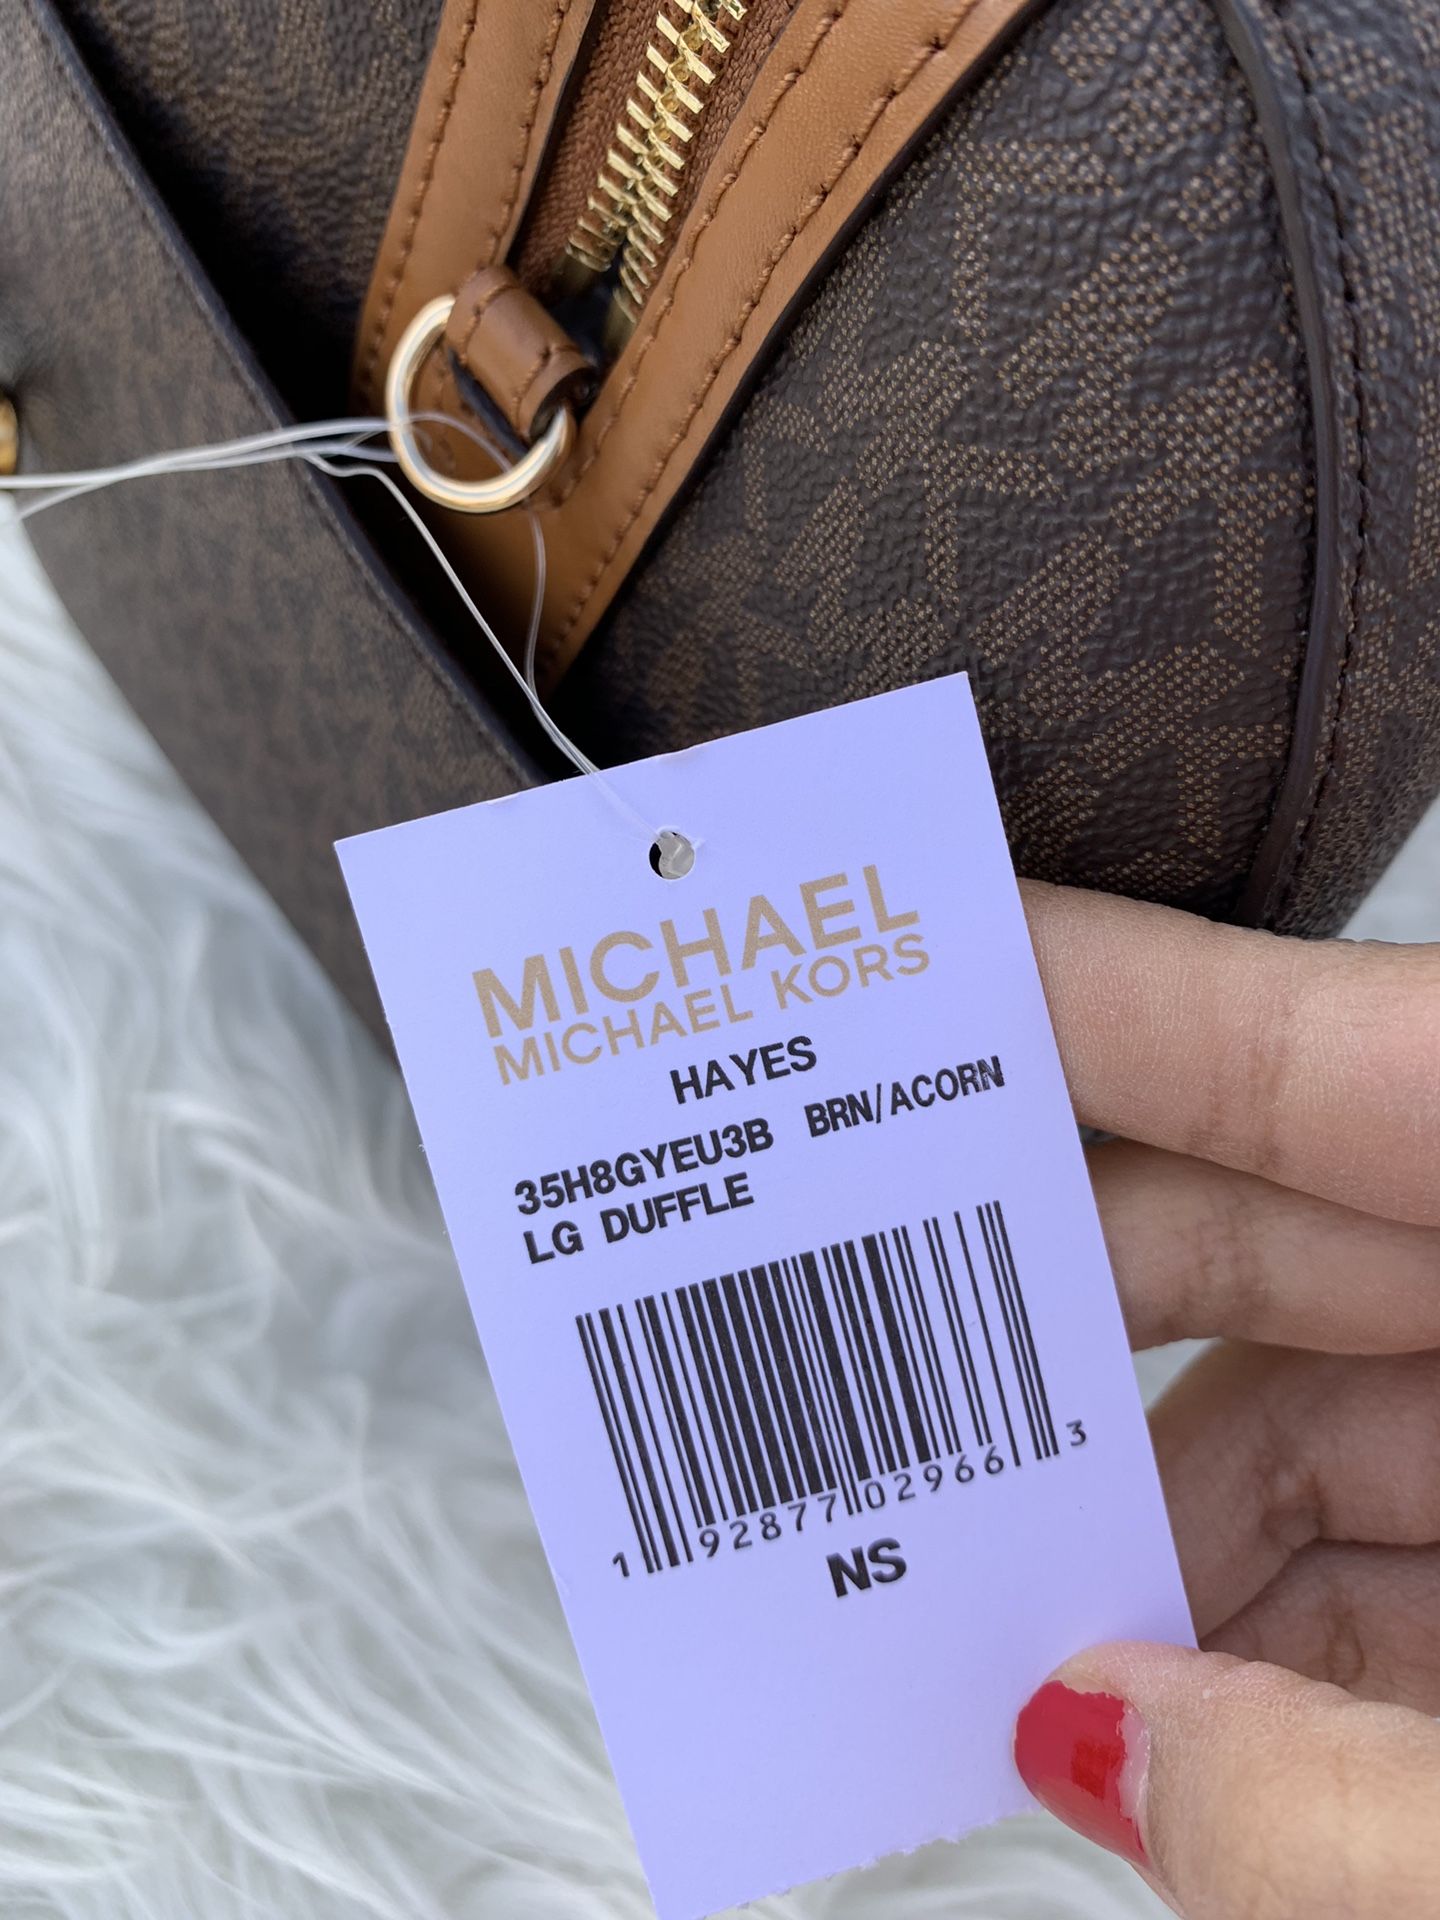 MICHAEL
MICHAEL KORS
HAYES
35H8GYEU3B BRN/ACORN
LG DUFFLE
1 92877 02966 3
NS